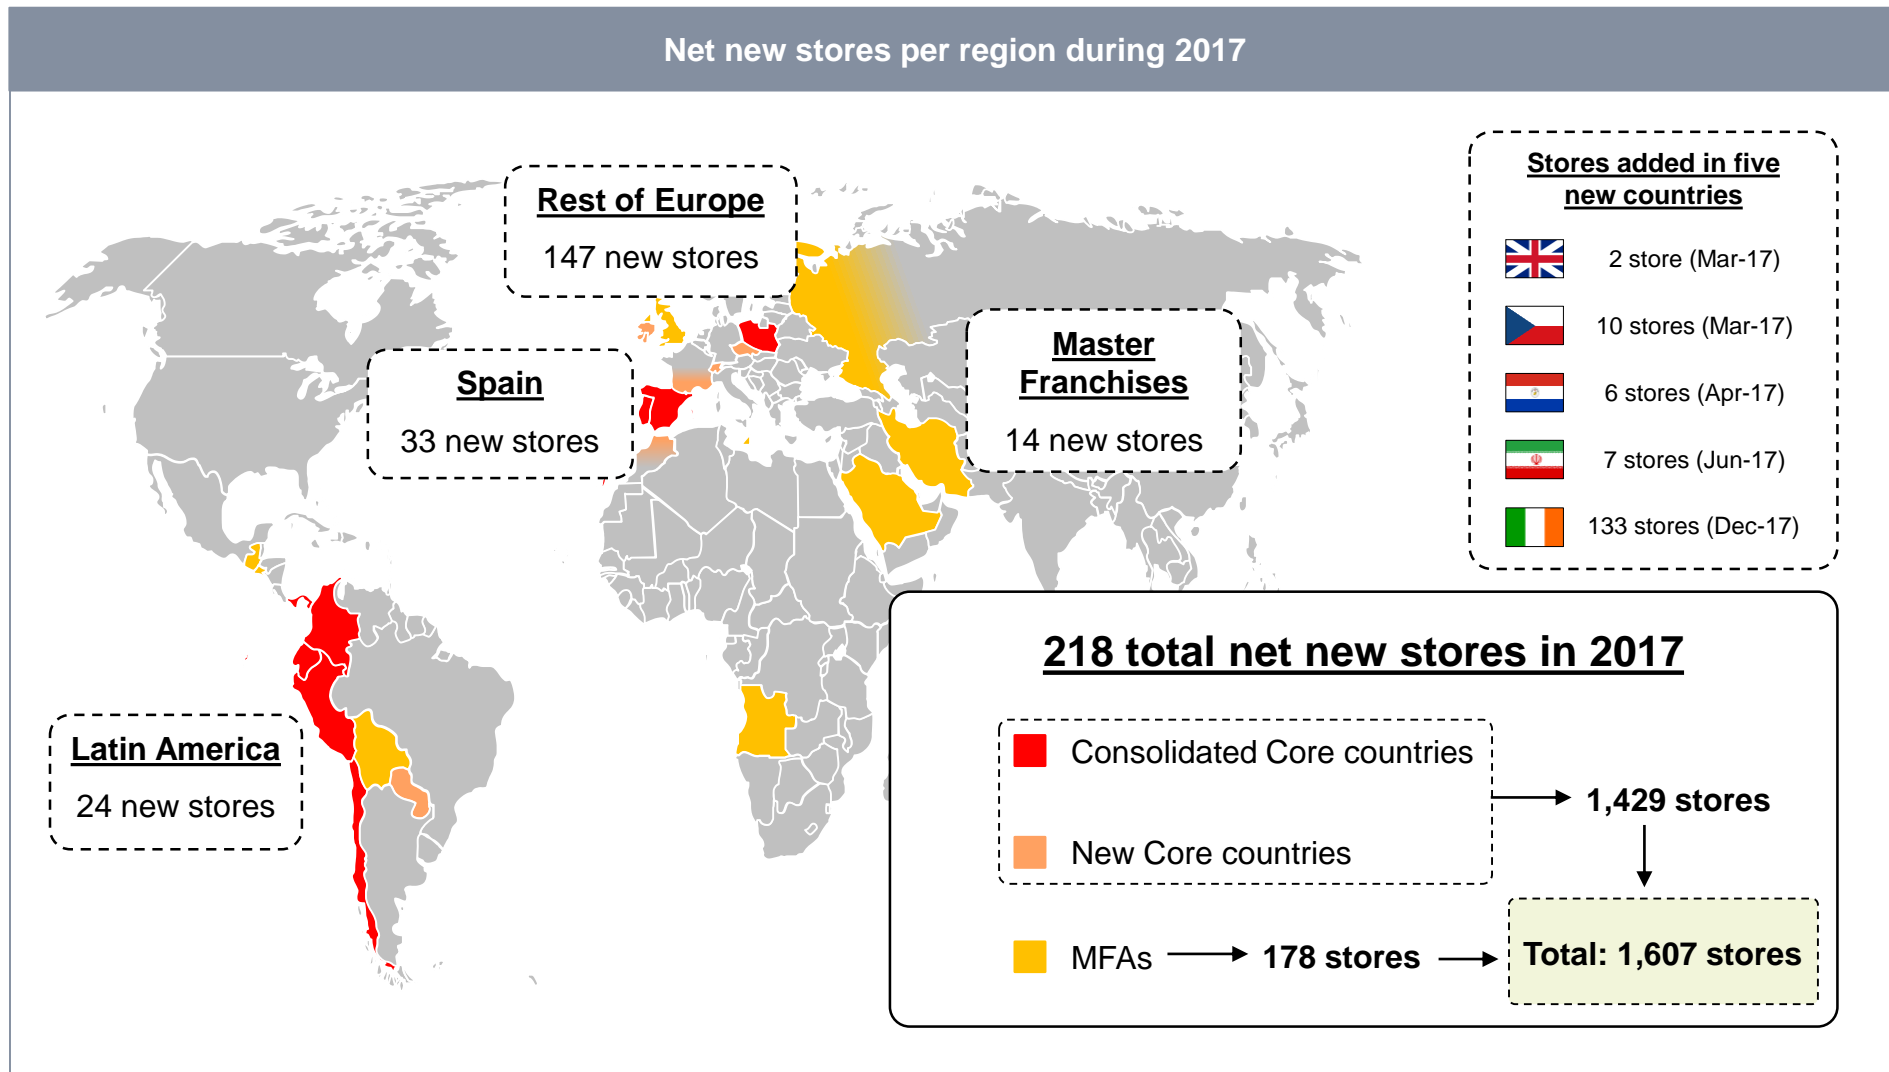 Net new stores per region during 2017
Rest of Europe
147 new stores
Spain
33 new stores
Master
Franchises
14 new stores
Latin America
24 new stores
Stores added in five
new countries
2 store (Mar-17)
10 stores (Mar-17)
6 stores (Apr-17)
7 stores (Jun-17)
133 stores (Dec-17)
218 total net new stores in 2017
Consolidated Core countries
New Core countries
1,429 stores
MFAs
178 stores
Total: 1,607 stores